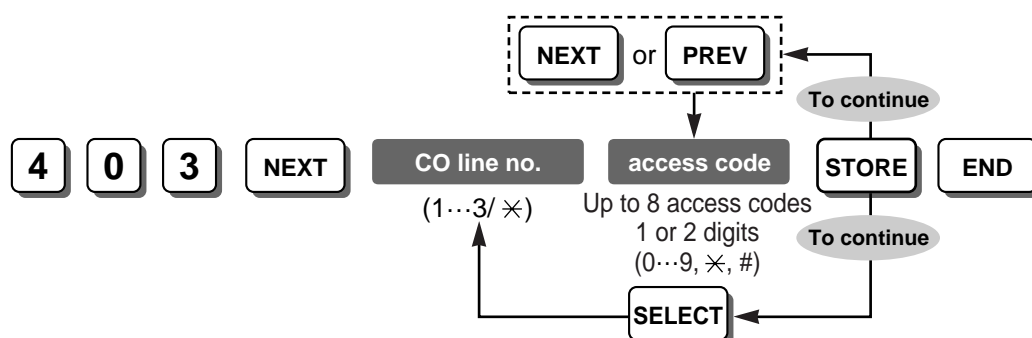 NEXT or PREV
To continue
4 0 3 NEXT CO line no. access code STORE END
(1···3/ ✳)
Up to 8 access codes
1 or 2 digits
(0···9, ✳, #)
To continue
SELECT